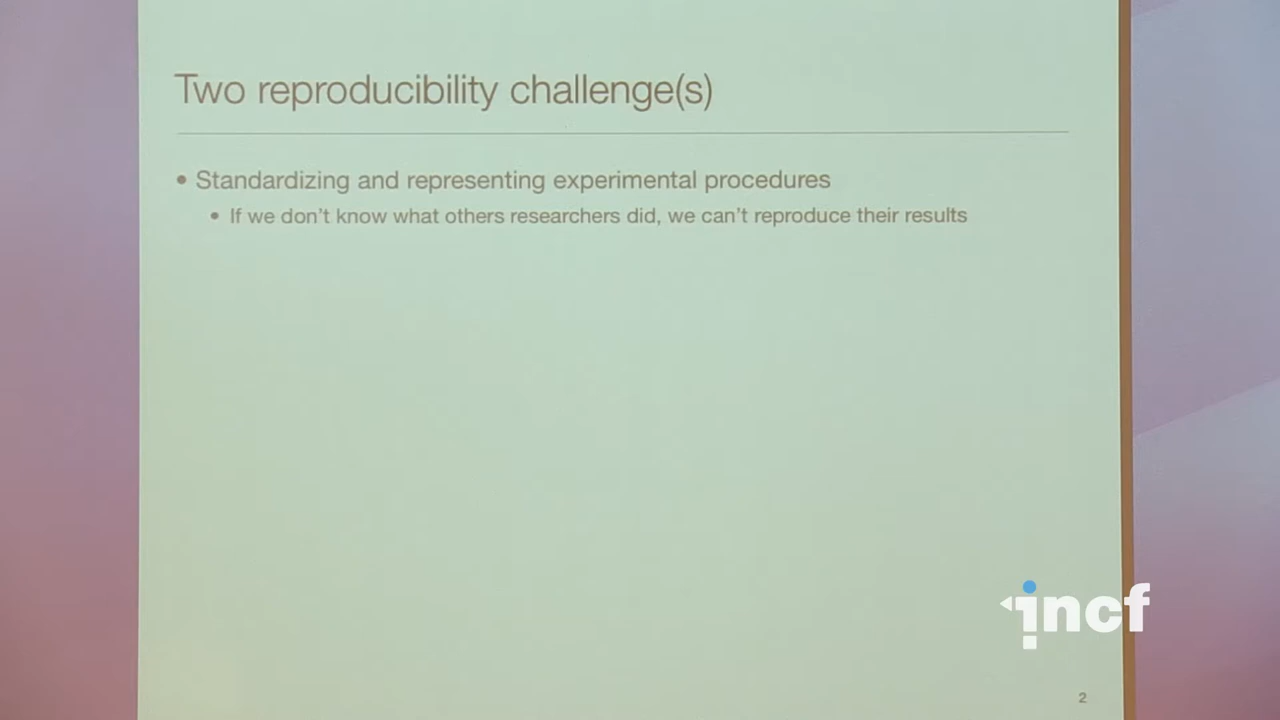 Two reproducibility challenge(s)
• Standardizing and representing experimental procedures
• If we don't know what others researchers did, we can't reproduce their results
incf
2